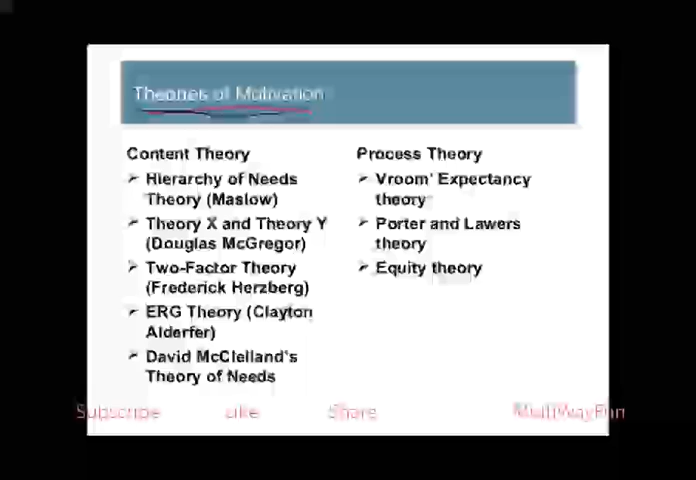 Theories of Motivation
Content Theory
➢ Hierarchy of Needs
Theory (Maslow)
➢ Theory X and Theory Y
(Douglas McGregor)
➢ Two-Factor Theory
(Frederick Herzberg)
➢ ERG Theory (Clayton
Alderfer)
➢ David McClelland's
Theory of Needs
Process Theory
➢ Vroom' Expectancy
theory
➢ Porter and Lawers
theory
➢ Equity theory
Subscribe Like Share